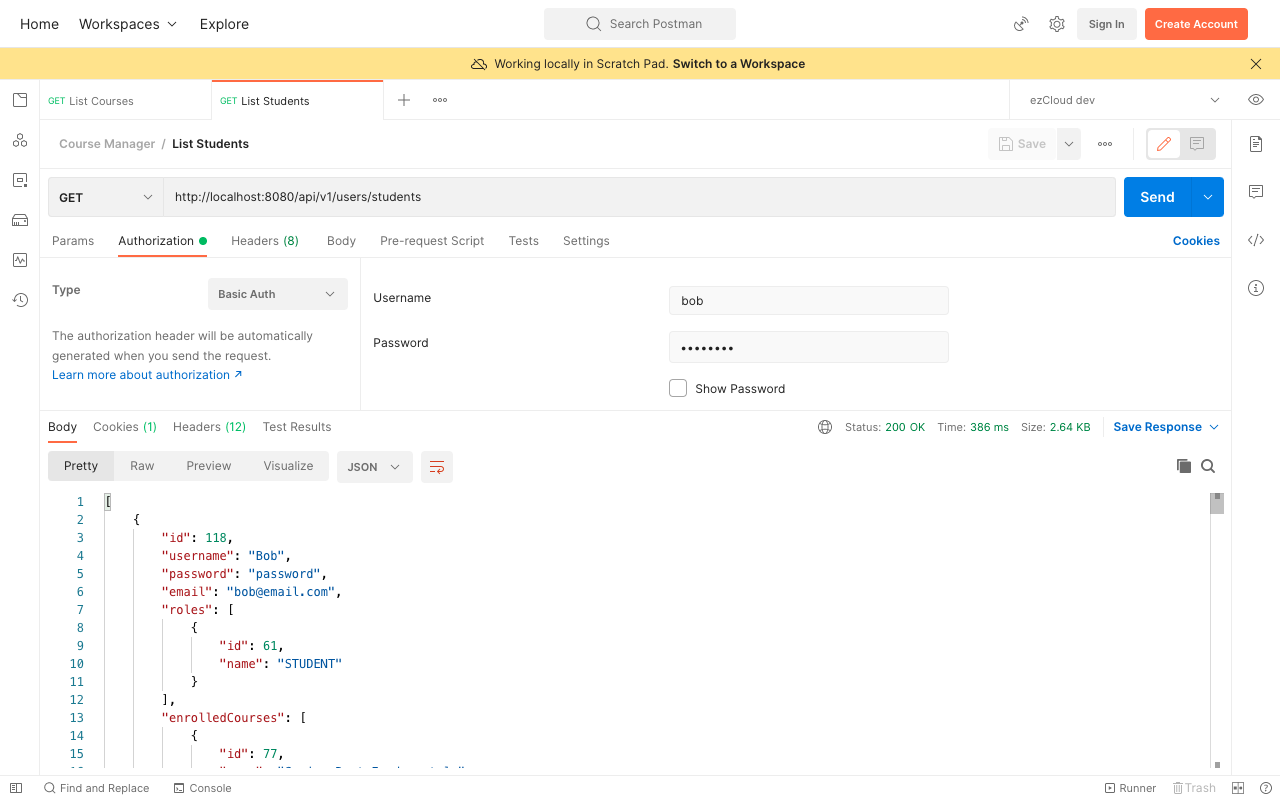 Home Workspaces Explore Search Postman Sign In Create Account
Working locally in Scratch Pad. Switch to a Workspace
GET List Courses GET List Students ezCloud dev
Course Manager / List Students Save
GET http://localhost:8080/api/v1/users/students Send
Params Authorization Headers (8) Body Pre-request Script Tests Settings Cookies
Type Basic Auth
The authorization header will be automatically
generated when you send the request.
Learn more about authorization ↗
Username bob
Password ••••••••
Show Password
Body Cookies (1) Headers (12) Test Results Status: 200 OK Time: 386 ms Size: 2.64 KB Save Response
Pretty Raw Preview Visualize JSON
1 [
2 {
3 "id": 118,
4 "username": "Bob",
5 "password": "password",
6 "email": "bob@email.com",
7 "roles": [
8 {
9 "id": 61,
10 "name": "STUDENT"
11 }
12 ],
13 "enrolledCourses": [
14 {
15 "id": 77,
Find and Replace Console Runner Trash